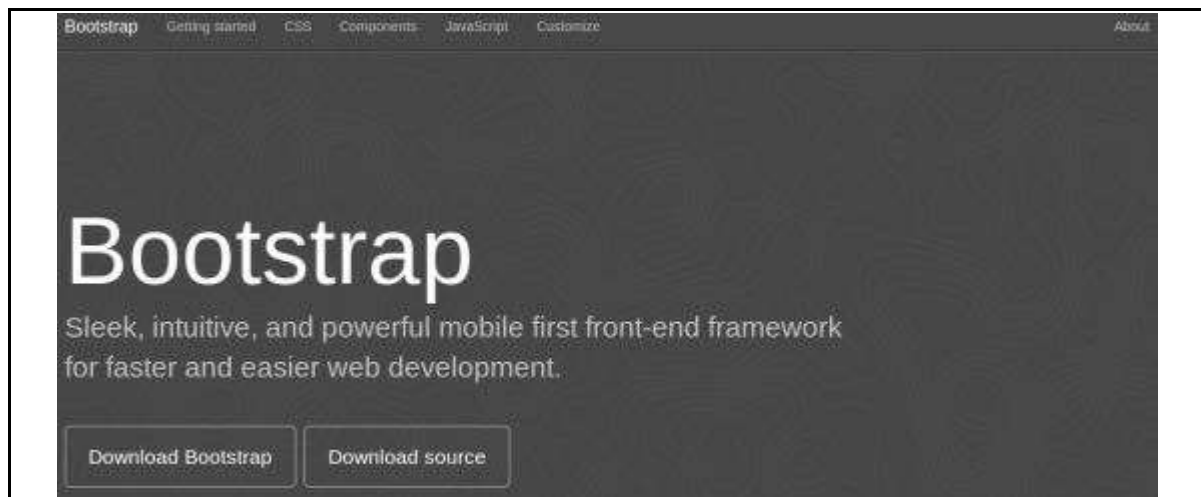 Bootstrap Getting started CSS Components JavaScript Customize About
Bootstrap
Sleek, intuitive, and powerful mobile first front-end framework
for faster and easier web development.
Download Bootstrap Download source